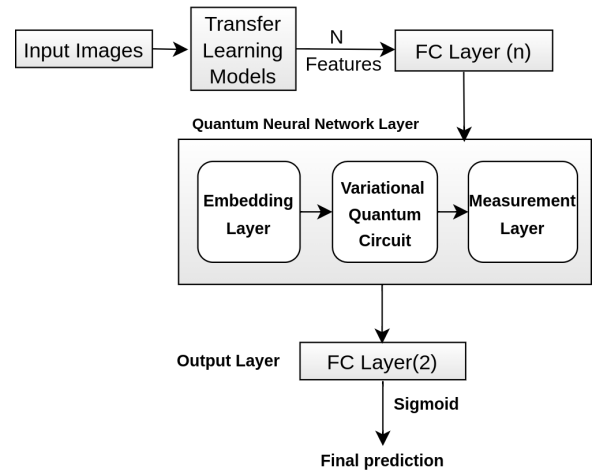 Input Images
Transfer
Learning
Models
N
Features
FC Layer (n)
Quantum Neural Network Layer
Embedding
Layer
Variational
Quantum
Circuit
Measurement
Layer
Output Layer
FC Layer(2)
Sigmoid
Final prediction